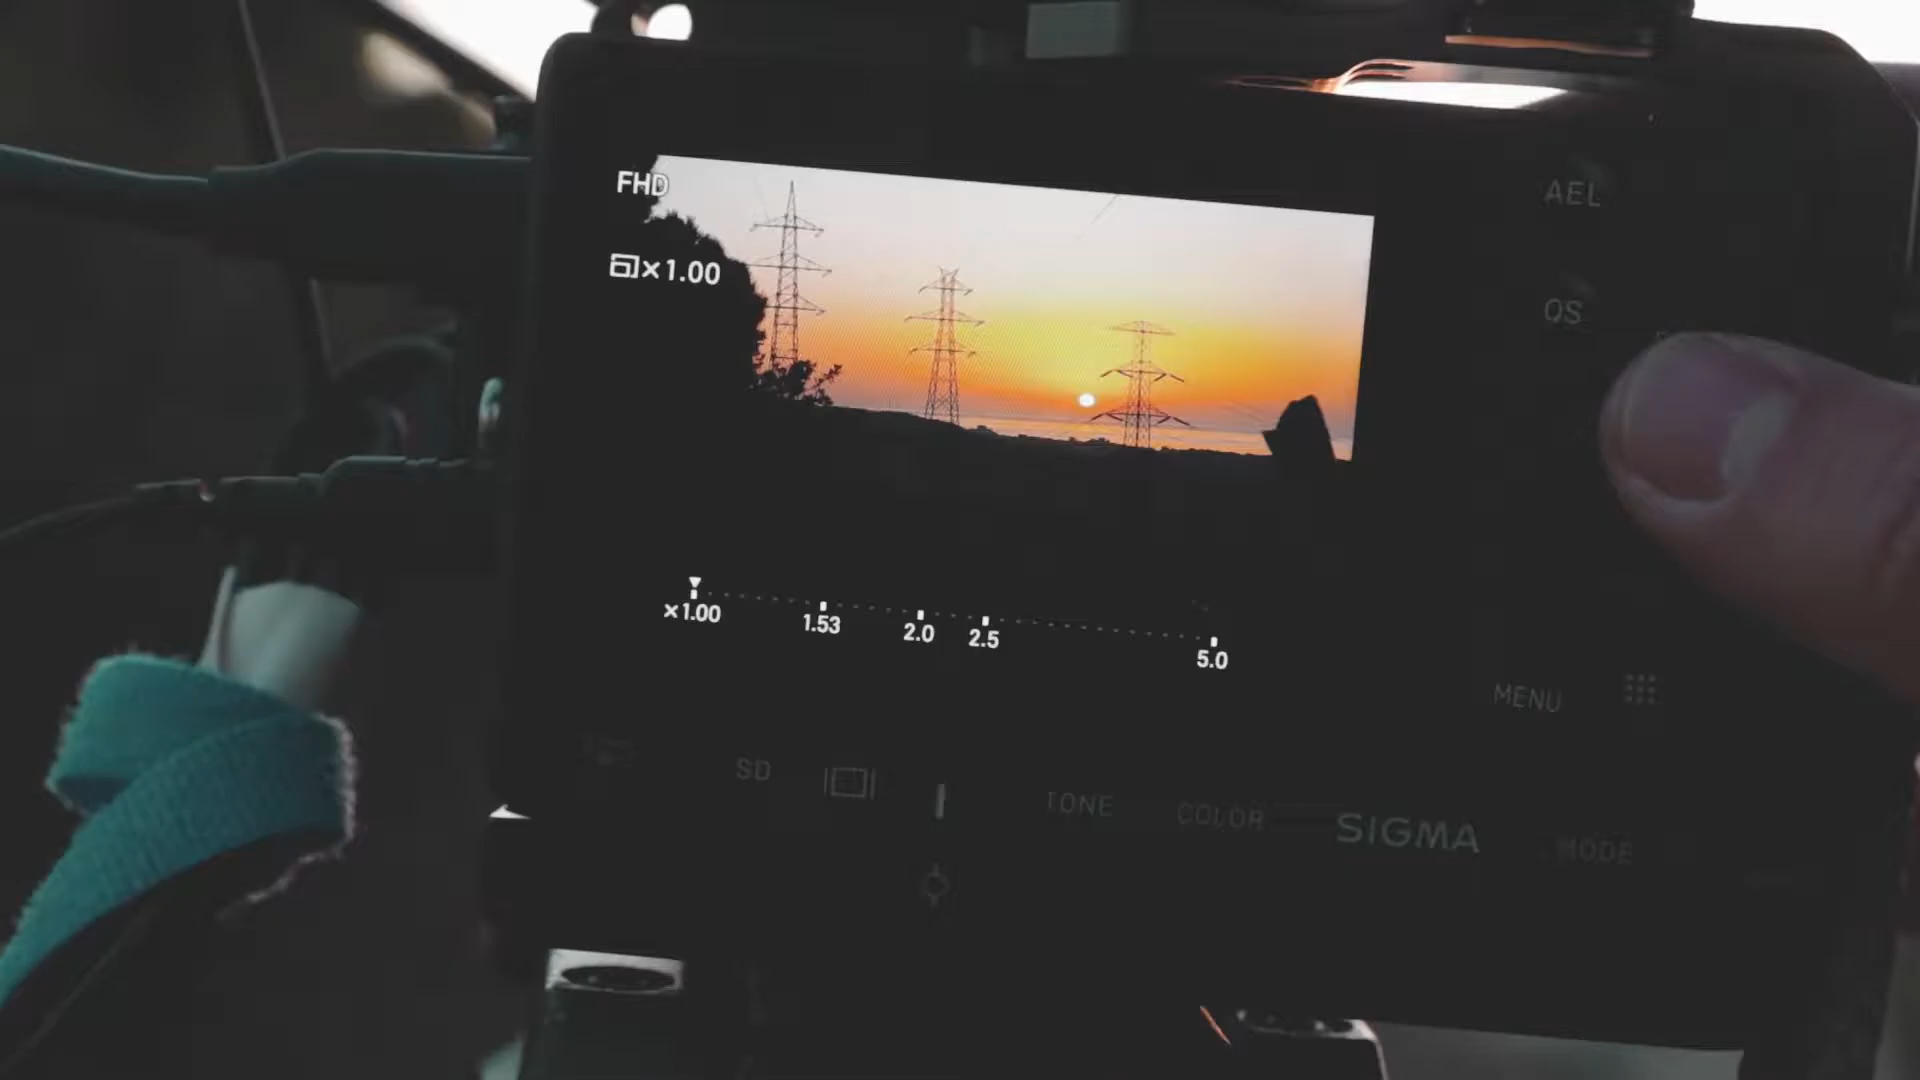 FHD
×1.00
AEL
QS
×1.00 1.53 2.0 2.5 5.0
MENU
SD TONE COLOR SIGMA MODE